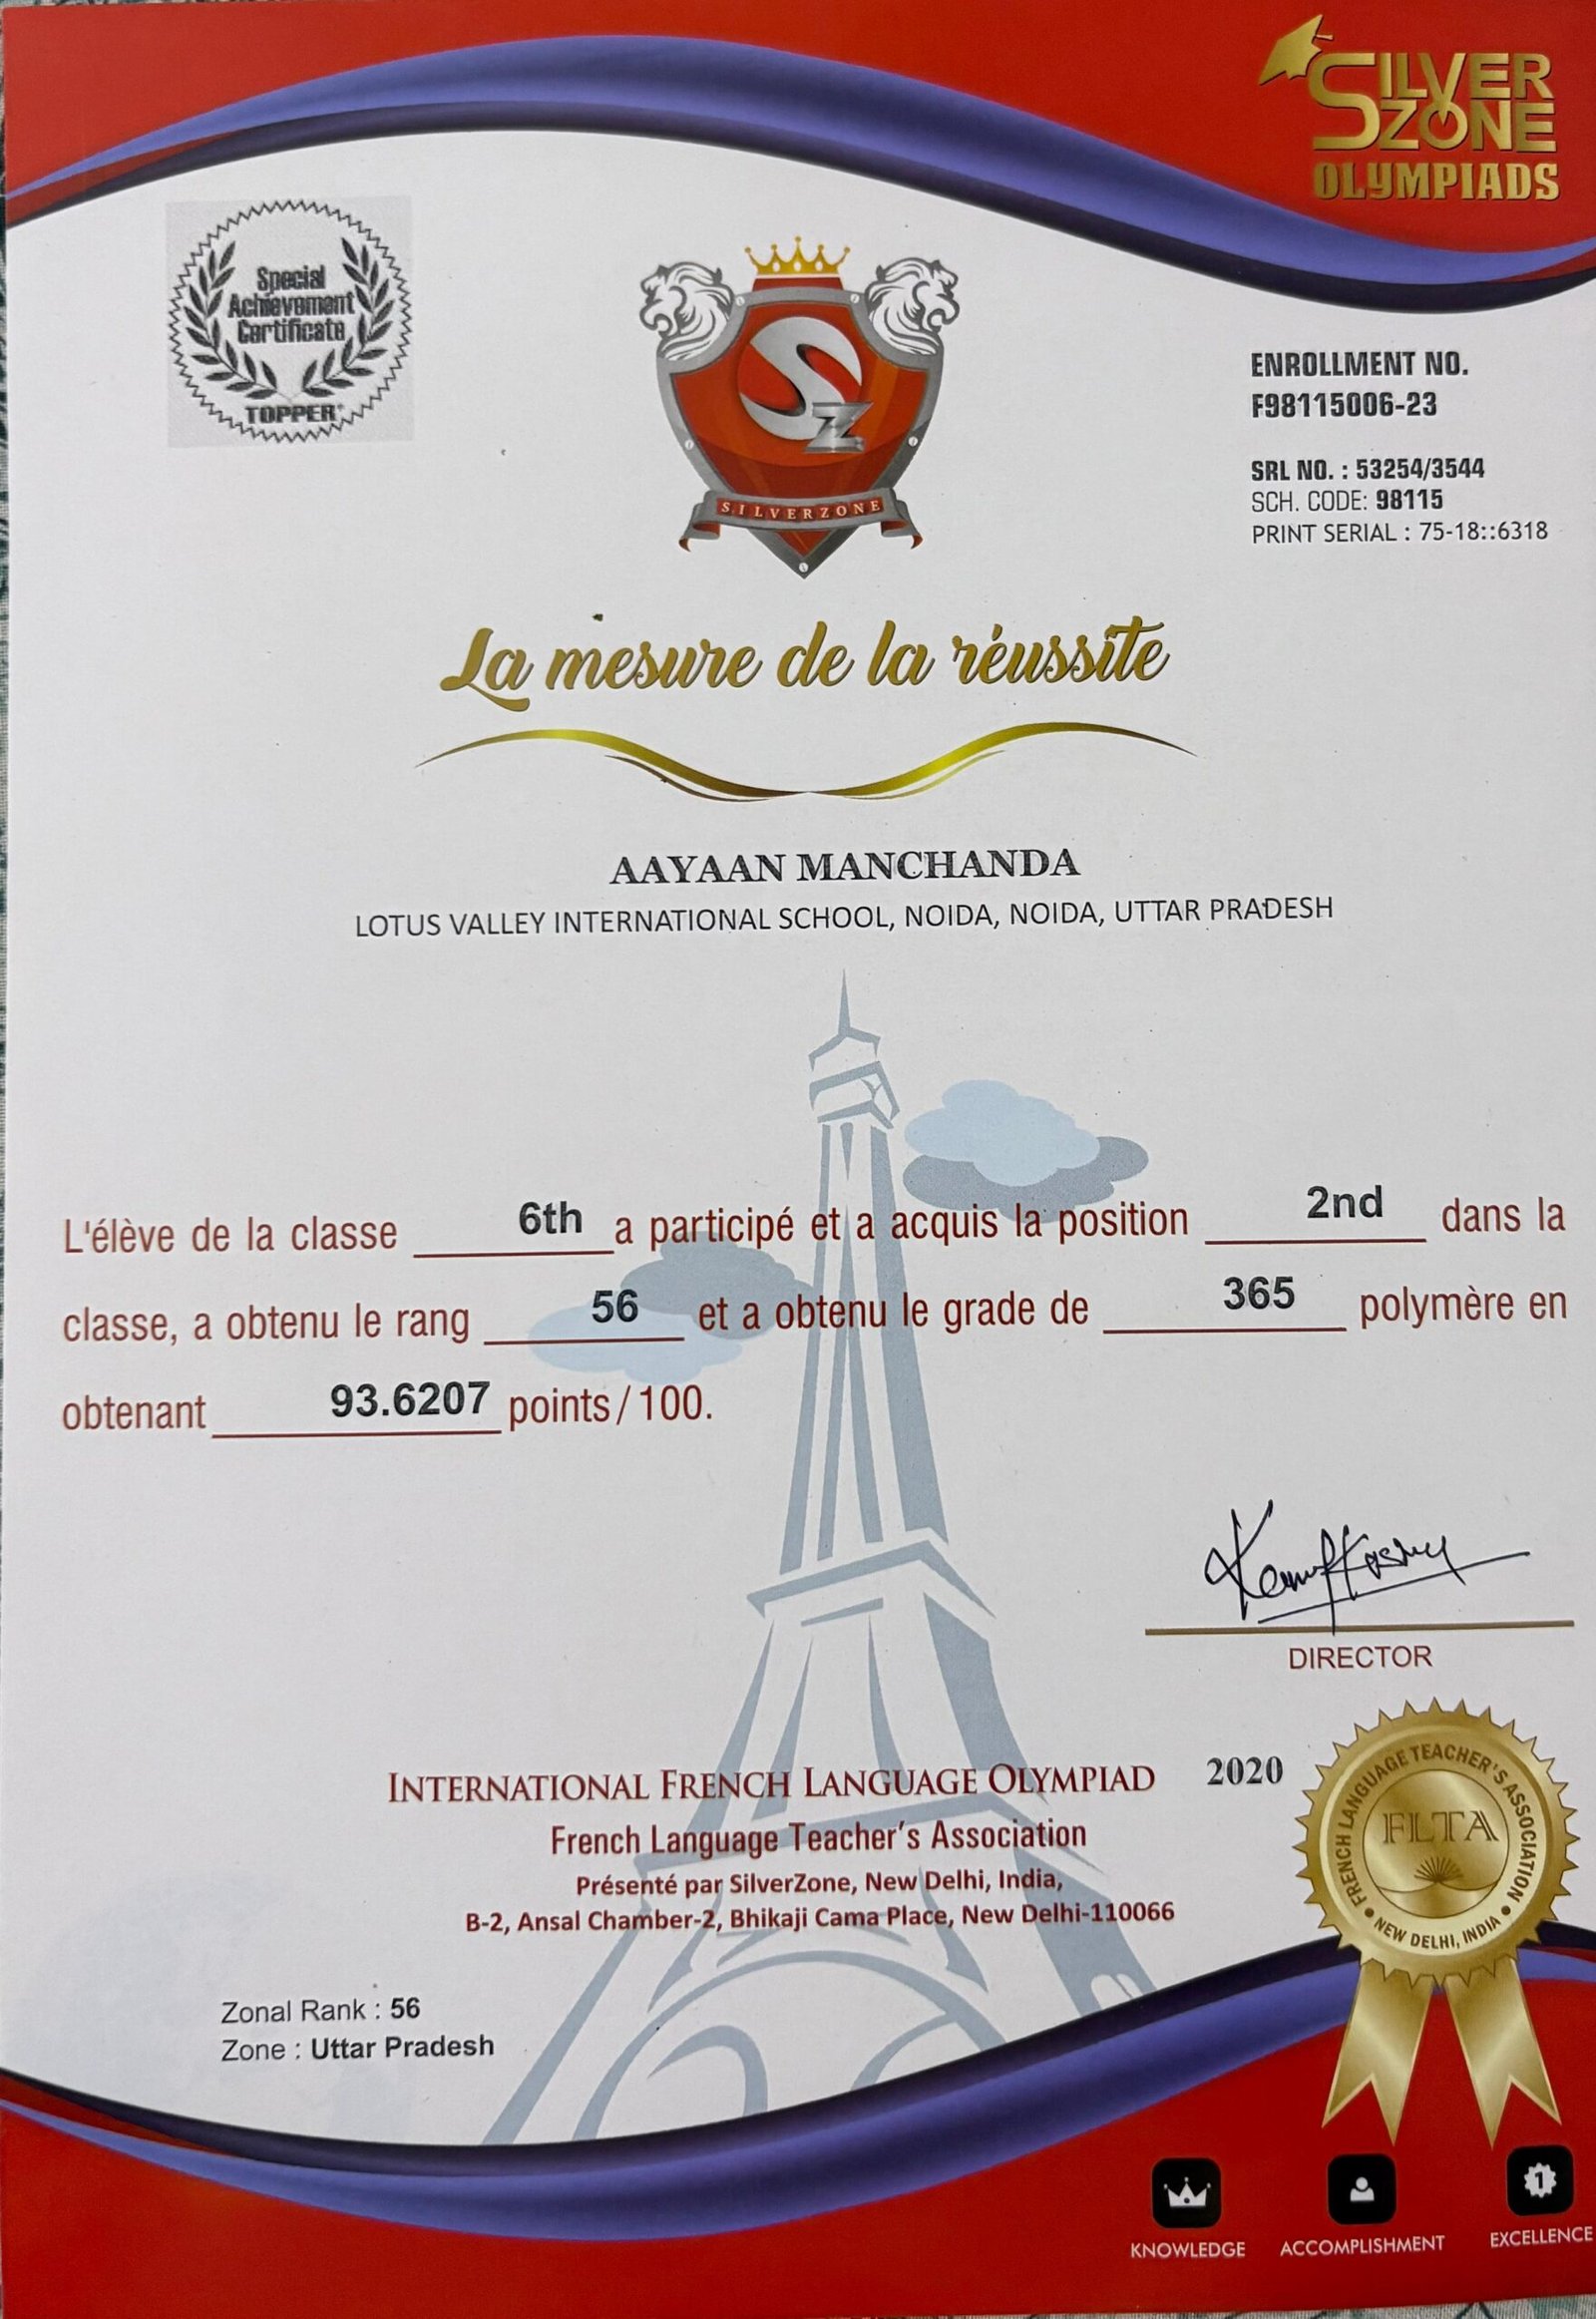 SILVER
ZONE
OLYMPIADS
Special
Achievement
Certificate
TOPPER
SZ
SILVERZONE
ENROLLMENT NO.
F98115006-23
SRL NO. : 53254/3544
SCH. CODE: 98115
PRINT SERIAL : 75-18::6318
La mesure de la réussite
AAYAAN MANCHANDA
LOTUS VALLEY INTERNATIONAL SCHOOL, NOIDA, NOIDA, UTTAR PRADESH
L'élève de la classe 6th a participé et a acquis la position 2nd dans la
classe, a obtenu le rang 56 et a obtenu le grade de 365 polymère en
obtenant 93.6207 points/100.
DIRECTOR
INTERNATIONAL FRENCH LANGUAGE OLYMPIAD 2020
French Language Teacher's Association
Présenté par SilverZone, New Delhi, India,
B-2, Ansal Chamber-2, Bhikaji Cama Place, New Delhi-110066
FRENCH LANGUAGE TEACHER'S ASSOCIATION
FLTA
NEW DELHI, INDIA
Zonal Rank : 56
Zone : Uttar Pradesh
1
KNOWLEDGE ACCOMPLISHMENT EXCELLENCE